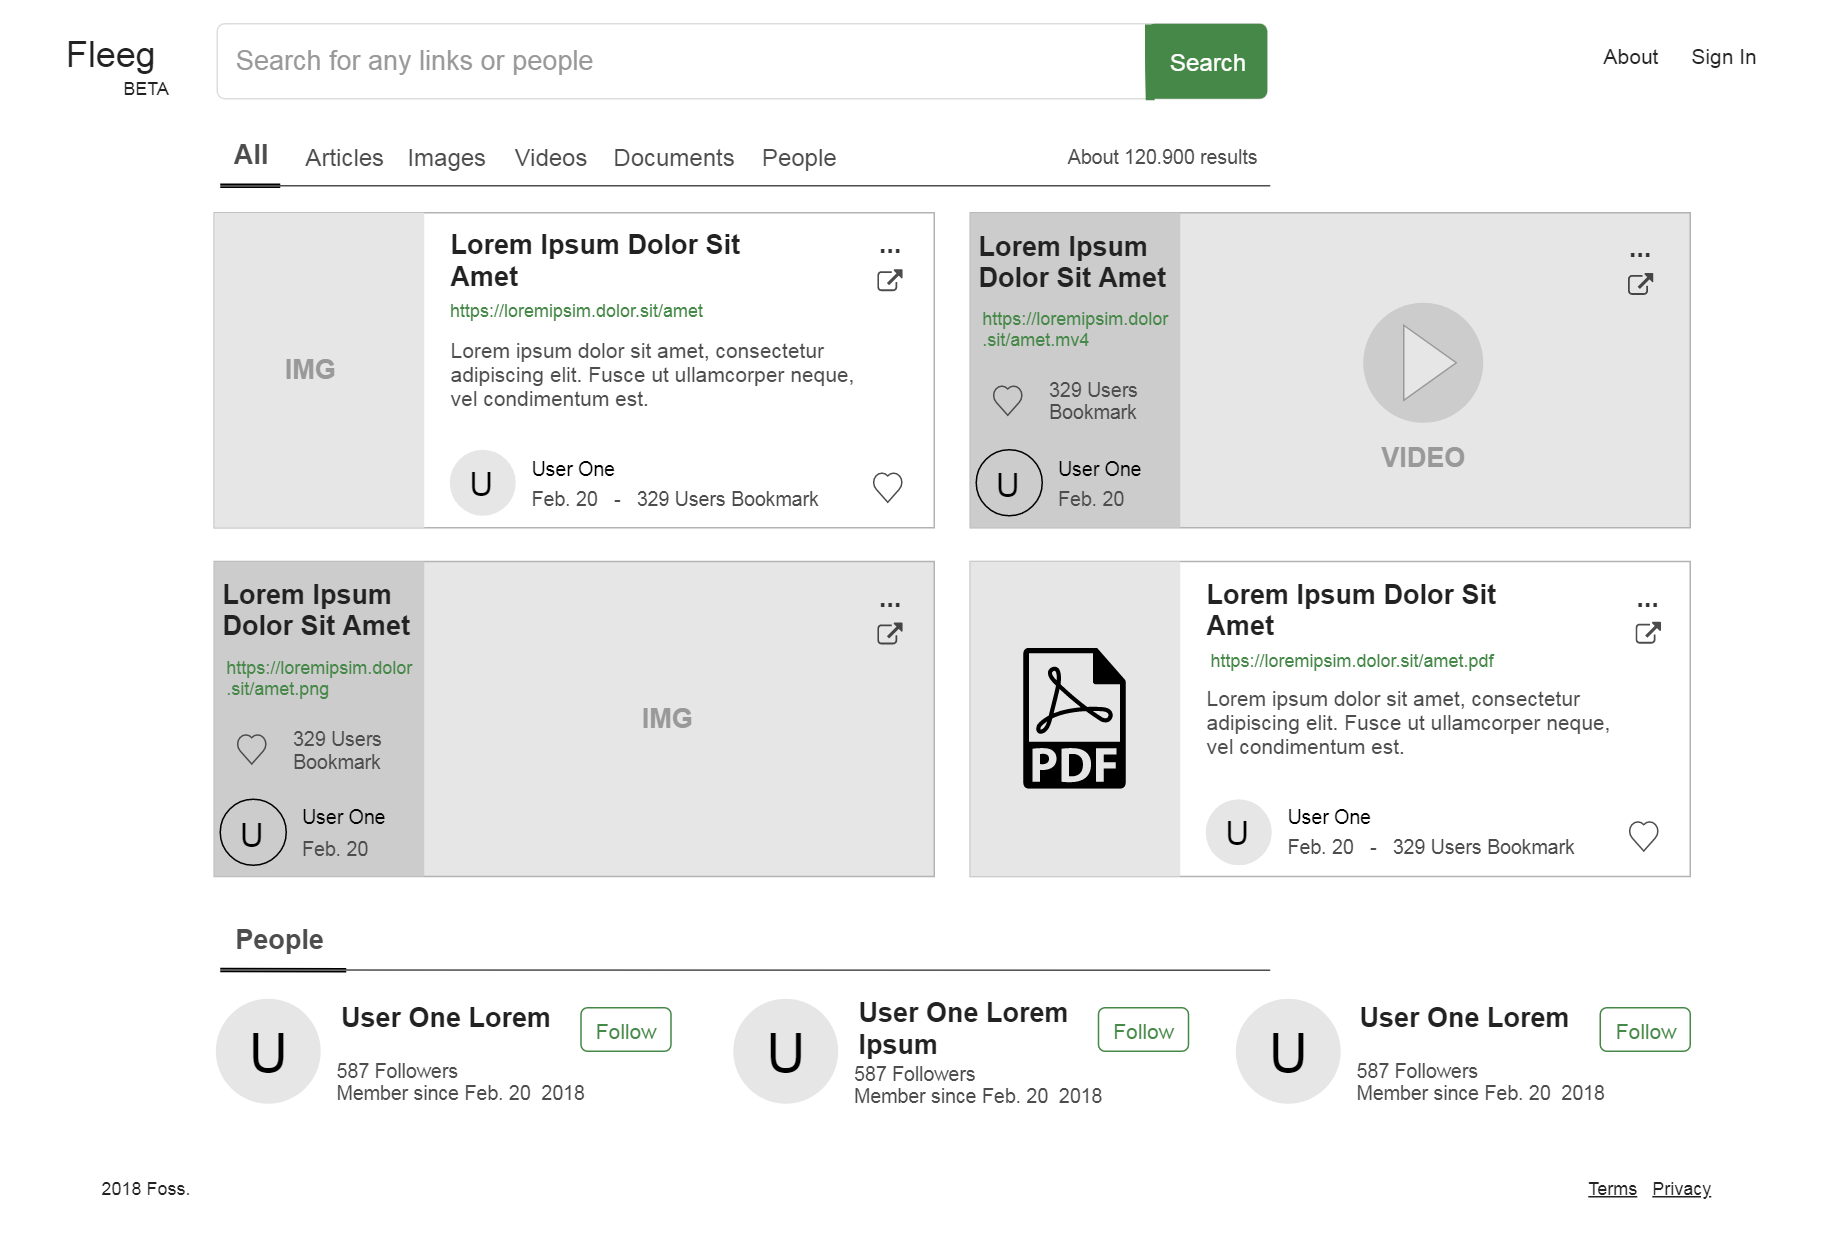 Fleeg
BETA
Search for any links or people
Search
About
Sign In
All
Articles
Images
Videos
Documents
People
About 120.900 results
IMG
Lorem Ipsum Dolor Sit
Amet
...
https://loremipsim.dolor.sit/amet
Lorem ipsum dolor sit amet, consectetur
adipiscing elit. Fusce ut ullamcorper neque,
vel condimentum est.
U
User One
Feb. 20 - 329 Users Bookmark
Lorem Ipsum
Dolor Sit Amet
https://loremipsim.dolor
.sit/amet.mv4
329 Users
Bookmark
U
User One
Feb. 20
...
VIDEO
Lorem Ipsum
Dolor Sit Amet
https://loremipsim.dolor
.sit/amet.png
329 Users
Bookmark
U
User One
Feb. 20
...
IMG
PDF
Lorem Ipsum Dolor Sit
Amet
...
https://loremipsim.dolor.sit/amet.pdf
Lorem ipsum dolor sit amet, consectetur
adipiscing elit. Fusce ut ullamcorper neque,
vel condimentum est.
U
User One
Feb. 20 - 329 Users Bookmark
People
U
User One Lorem
Follow
587 Followers
Member since Feb. 20 2018
U
User One Lorem
Ipsum
Follow
587 Followers
Member since Feb. 20 2018
U
User One Lorem
Follow
587 Followers
Member since Feb. 20 2018
2018 Foss.
Terms
Privacy